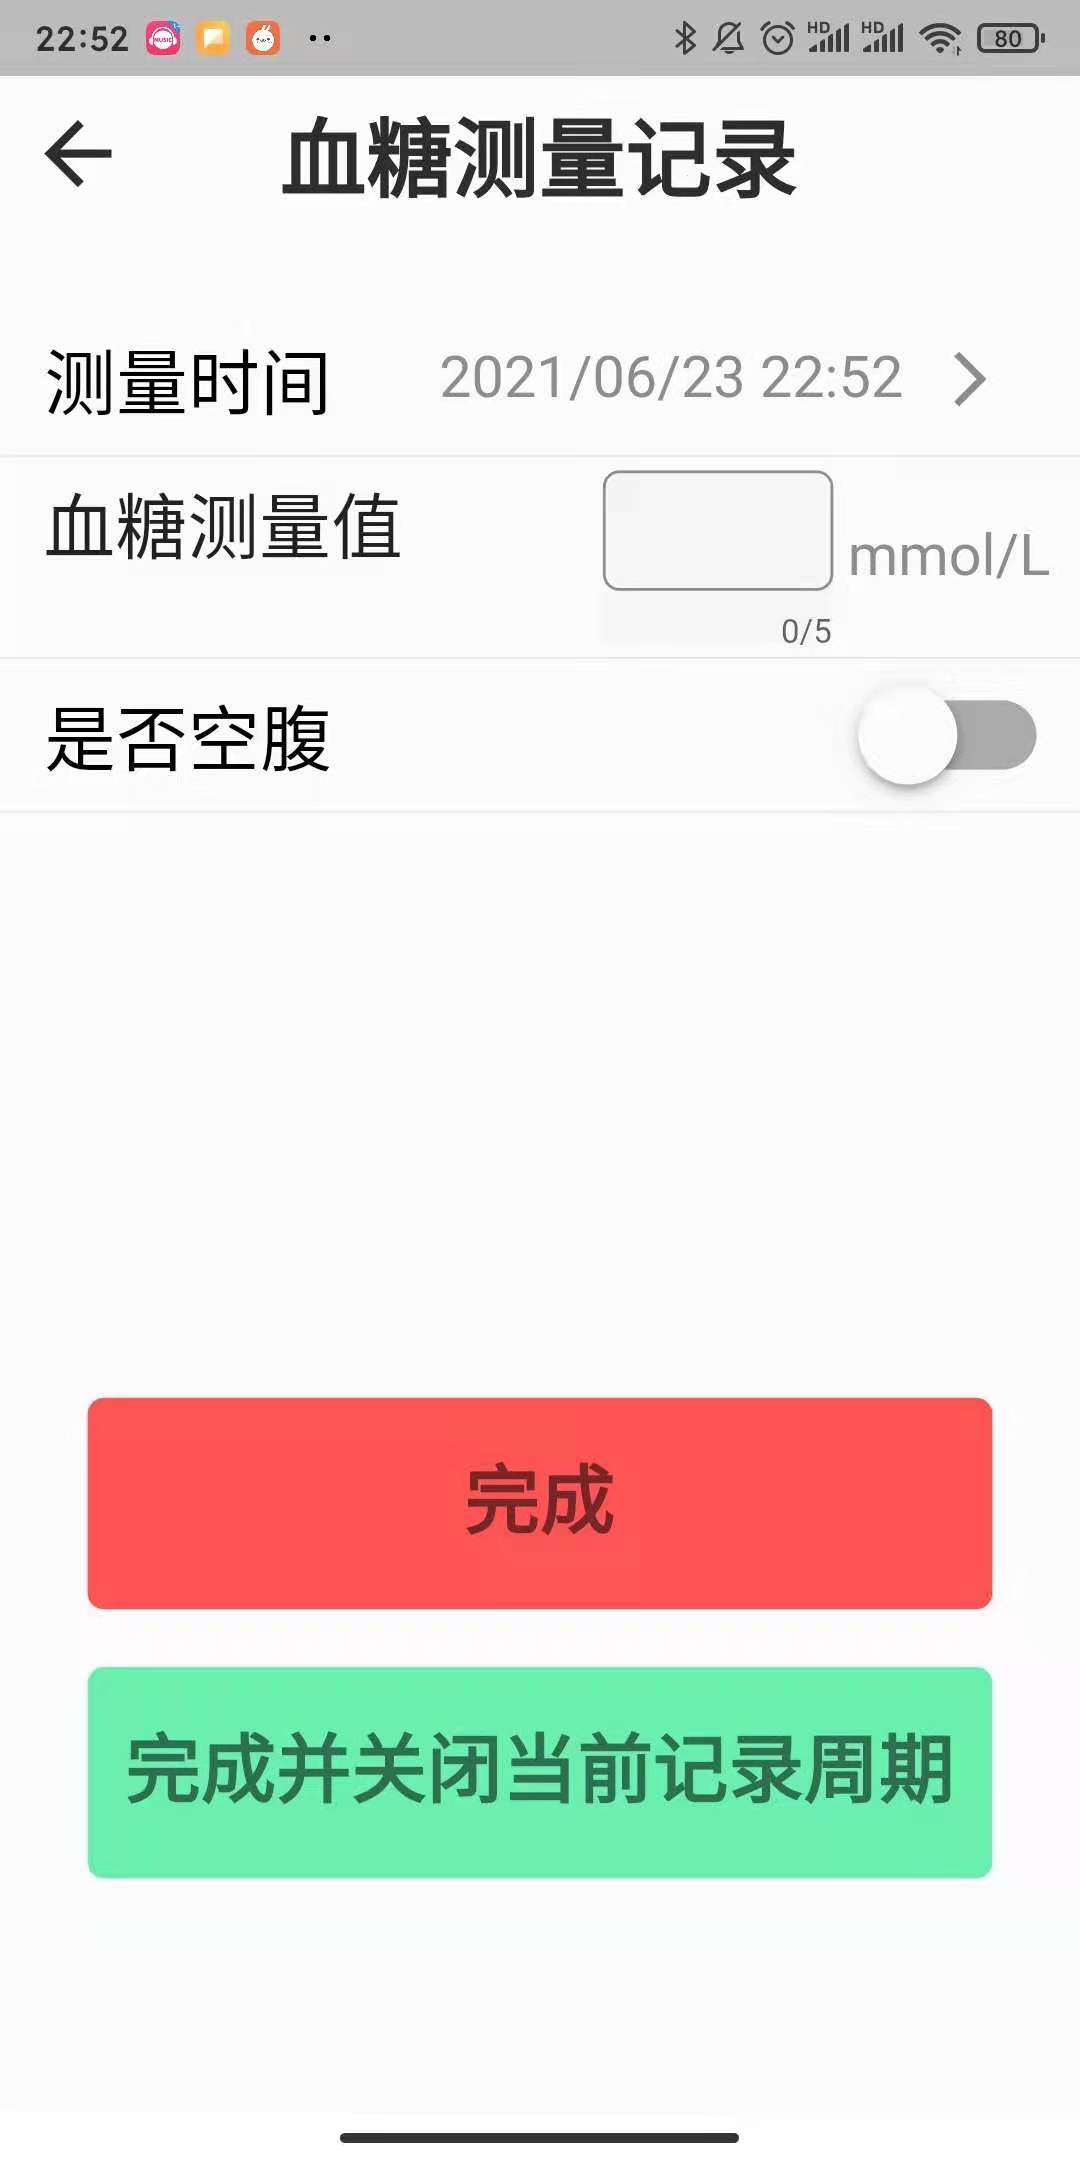 22:52 MUSIC HD HD 80
血糖测量记录
测量时间 2021/06/23 22:52
血糖测量值 mmol/L
0/5
是否空腹
完成
完成并关闭当前记录周期